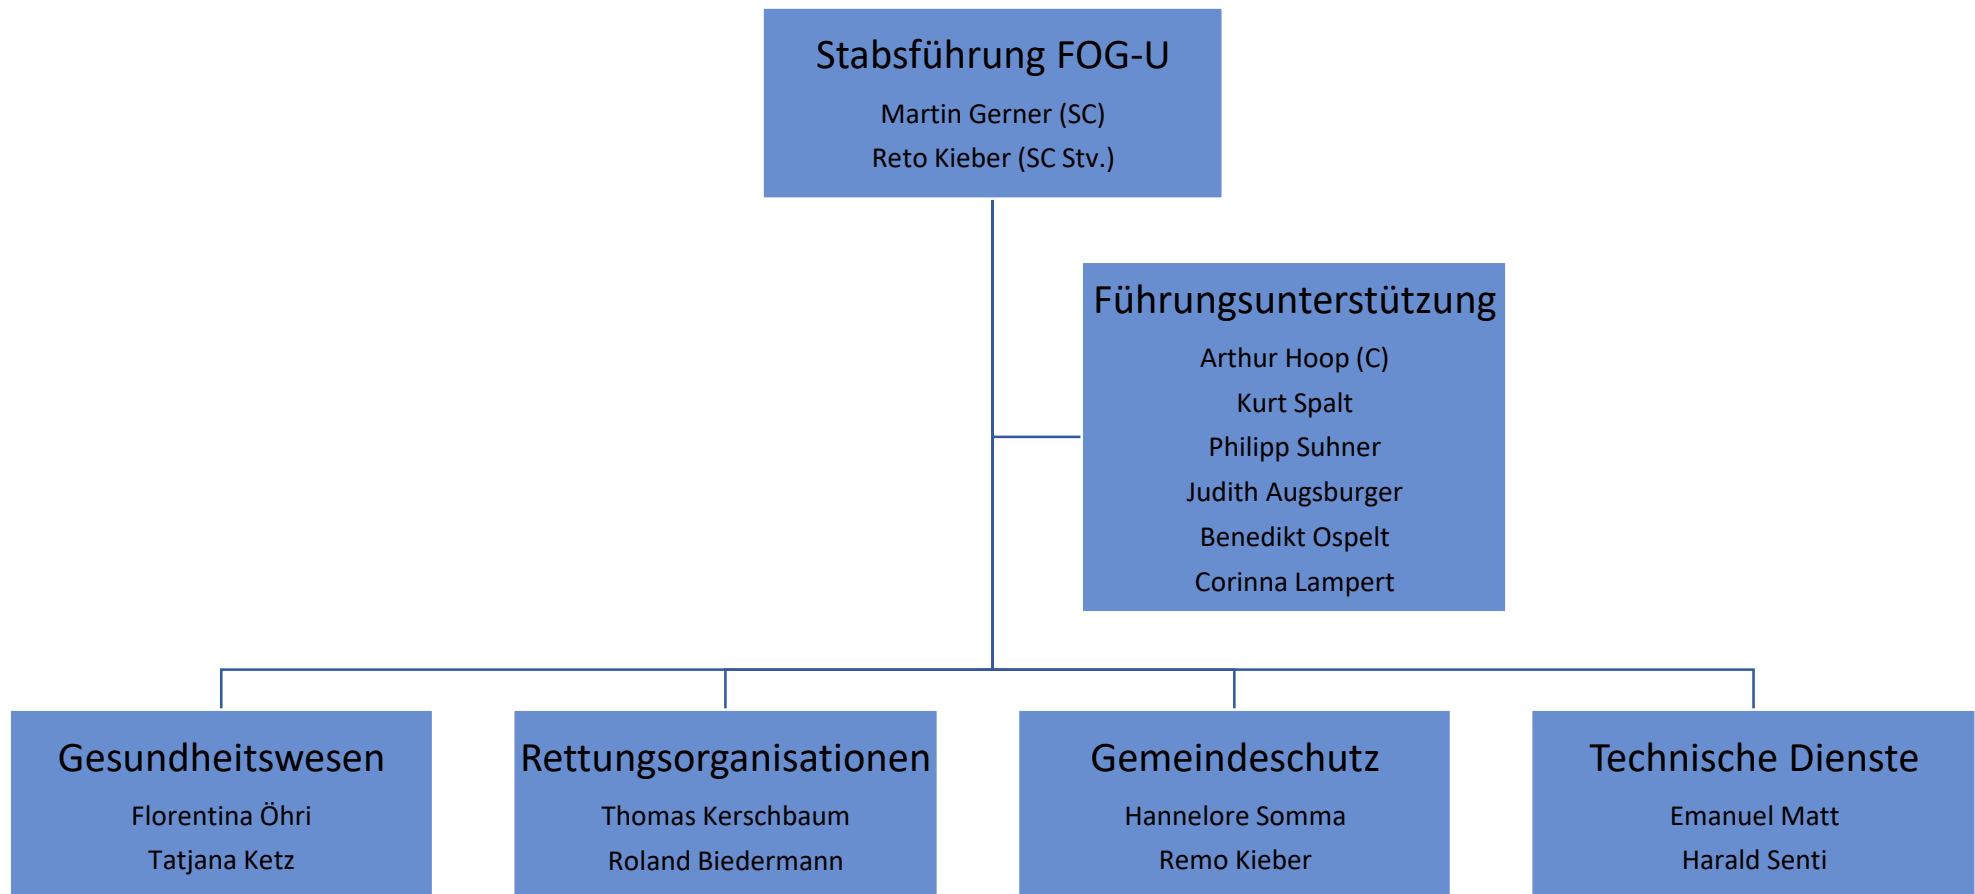 Stabsführung FOG-U
Martin Gerner (SC)
Reto Kieber (SC Stv.)
Führungsunterstützung
Arthur Hoop (C)
Kurt Spalt
Philipp Suhner
Judith Augsburger
Benedikt Ospelt
Corinna Lampert
Gesundheitswesen
Florentina Öhri
Tatjana Ketz
Rettungsorganisationen
Thomas Kerschbaum
Roland Biedermann
Gemeindeschutz
Hannelore Somma
Remo Kieber
Technische Dienste
Emanuel Matt
Harald Senti